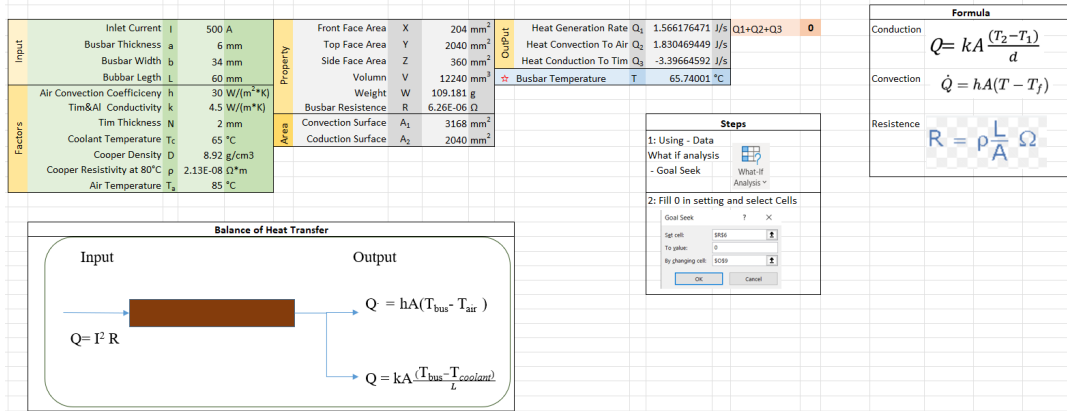 Input
Inlet Current I 500 A
Busbar Thickness a 6 mm
Busbar Width b 34 mm
Bubbar Legth L 60 mm
Factors
Air Convection Coefficiceny h 30 W/(m²*K)
Tim&Al Conductivity k 4.5 W/(m*K)
Tim Thickness N 2 mm
Coolant Temperature Tc 65 °C
Cooper Density D 8.92 g/cm3
Cooper Resistivity at 80°C ρ 2.13E-08 Ω*m
Air Temperature Ta 85 °C
Property
Front Face Area X 204 mm²
Top Face Area Y 2040 mm²
Side Face Area Z 360 mm²
Volumn V 12240 mm³
Weight W 109.181 g
Busbar Resistence R 6.26E-06 Ω
Area
Convection Surface A₁ 3168 mm²
Coduction Surface A₂ 2040 mm²
OutPut
Heat Generation Rate Q₁ 1.566176471 J/s Q1+Q2+Q3 0
Heat Convection To Air Q₂ 1.830469449 J/s
Heat Conduction To Tim Q₃ -3.39664592 J/s
☆ Busbar Temperature T 65.74001 °C
Formula
Conduction Q= kA (T₂−T₁)/d
Convection Q̇ = hA(T − T_f)
Resistence R = ρ L/A Ω
Steps
1: Using - Data
What if analysis
- Goal Seek
What-If
Analysis
2: Fill 0 in setting and select Cells
Goal Seek ? ×
Set cell: $R$6
To value: 0
By changing cell: $O$9
OK Cancel
Balance of Heat Transfer
Input Output
Q = hA(T_bus- T_air )
Q= I² R
Q = kA (T_bus−T_coolant)/L